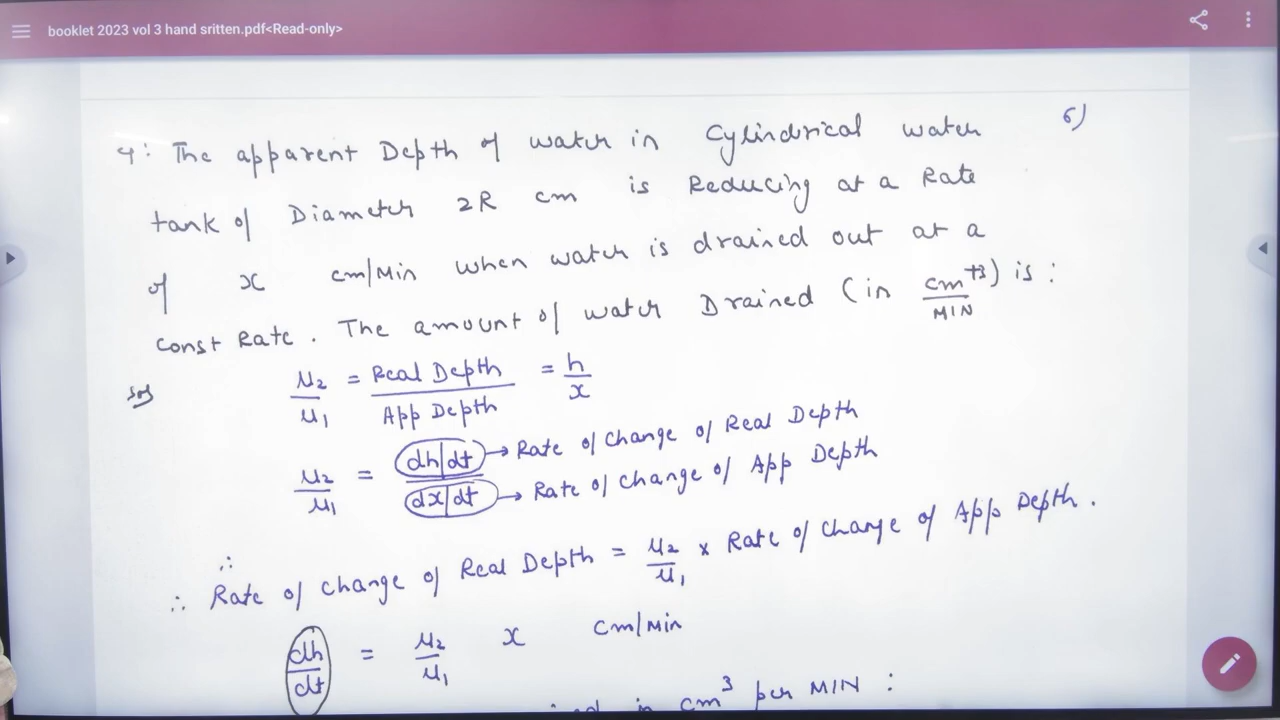 booklet 2023 vol 3 hand sritten.pdf<Read-only>
6)
4: The apparent Depth of water in Cylindrical water
tank of Diameter 2R cm is Reducing at a Rate
of x cm/Min when water is drained out at a
const Rate. The amount of water Drained (in cm⁺³/MIN) is:
Sol μ₂/μ₁ = Real Depth/App Depth = h/x
μ₂/μ₁ = (dh/dt)/(dx/dt)
→ Rate of Change of Real Depth
→ Rate of Change of App Depth
∴
∴ Rate of change of Real Depth = μ₂/μ₁ x Rate of Change of App Depth.
dh/dt = μ₂/μ₁ x cm/Min
in cm³ per MIN :